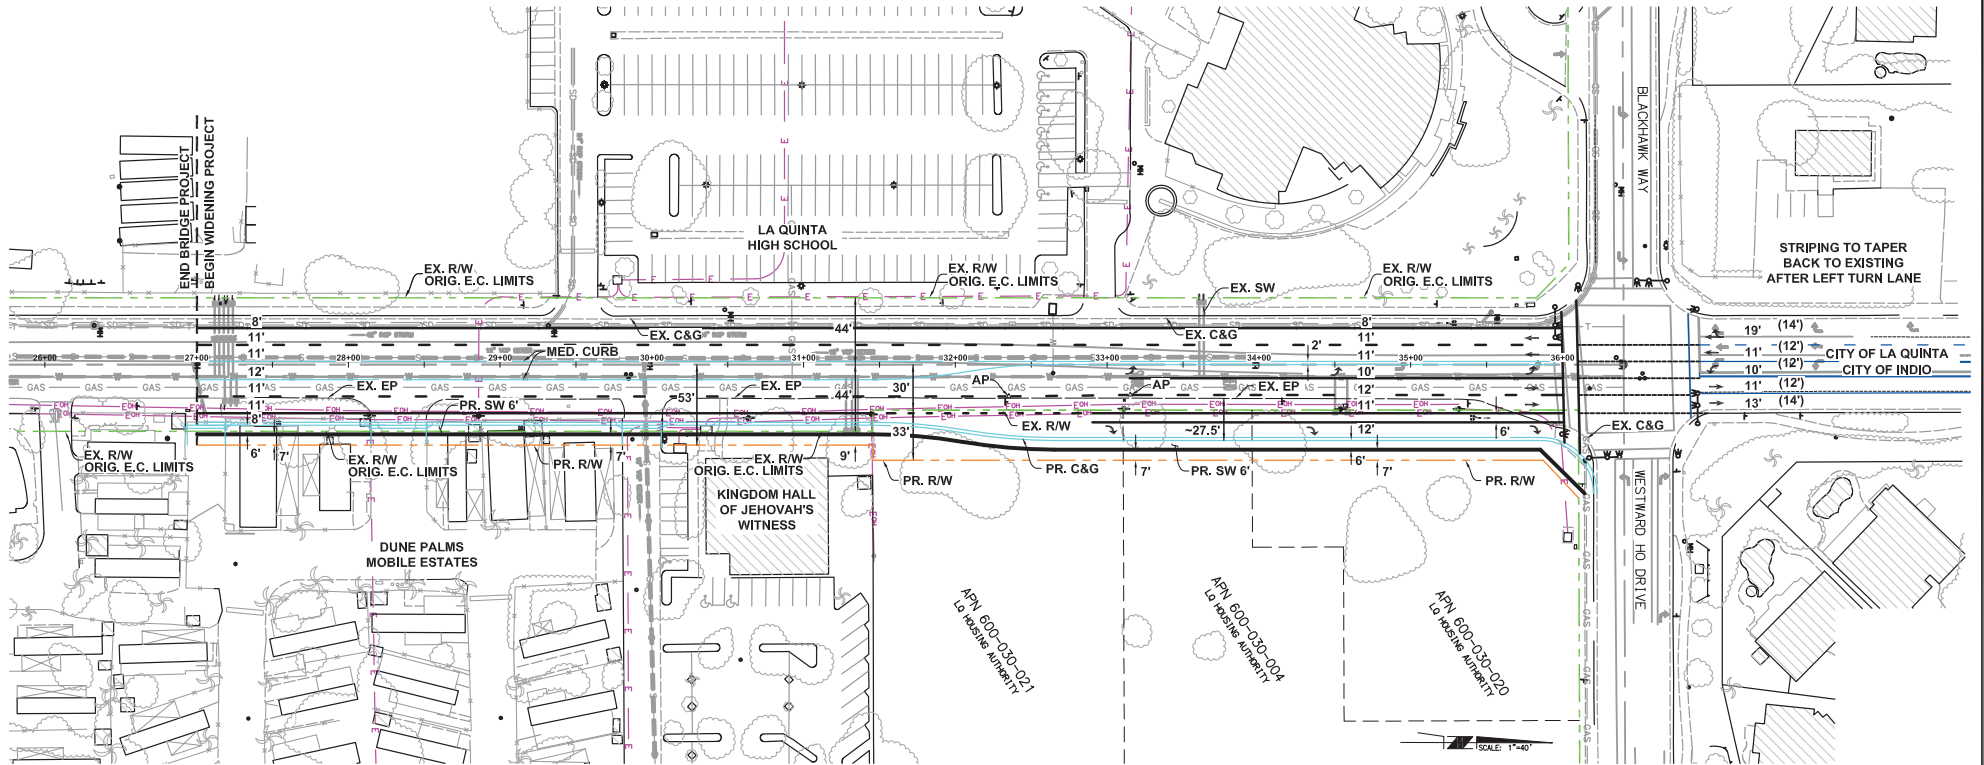 END BRIDGE PROJECT
BEGIN WIDENING PROJECT
LA QUINTA
HIGH SCHOOL
BLACKHAWK WAY
STRIPING TO TAPER
BACK TO EXISTING
AFTER LEFT TURN LANE
EX. R/W
ORIG. E.C. LIMITS
EX. R/W
ORIG. E.C. LIMITS
EX. R/W
ORIG. E.C. LIMITS
EX. SW
8'
EX. C&G
44'
EX. C&G
8'
11'
11'
12'
11'
11'
8'
MED. CURB
26+00
27+00
28+00
29+00
30+00
31+00
32+00
33+00
34+00
35+00
36+00
2'
11'
11'
10'
12'
11'
12'
19'
(14')
11'
(12')
10'
(12')
11'
(12')
13'
(14')
CITY OF LA QUINTA
CITY OF INDIO
GAS
GAS
GAS
GAS
GAS
GAS
GAS
EX. EP
EX. EP
EX. EP
AP
AP
30'
44'
53'
33'
PR. SW 6'
EX. R/W
~27.5'
6'
EX. C&G
EX. R/W
ORIG. E.C. LIMITS
6'
7'
EX. R/W
ORIG. E.C. LIMITS
PR. R/W
7'
EX. R/W
ORIG. E.C. LIMITS
9'
PR. R/W
PR. C&G
7'
PR. SW 6'
6'
7'
PR. R/W
KINGDOM HALL
OF JEHOVAH'S
WITNESS
DUNE PALMS
MOBILE ESTATES
WESTWARD HO DRIVE
APN 600-030-021
LQ HOUSING AUTHORITY
APN 600-030-004
LQ HOUSING AUTHORITY
APN 600-030-020
LQ HOUSING AUTHORITY
SCALE: 1"=40'